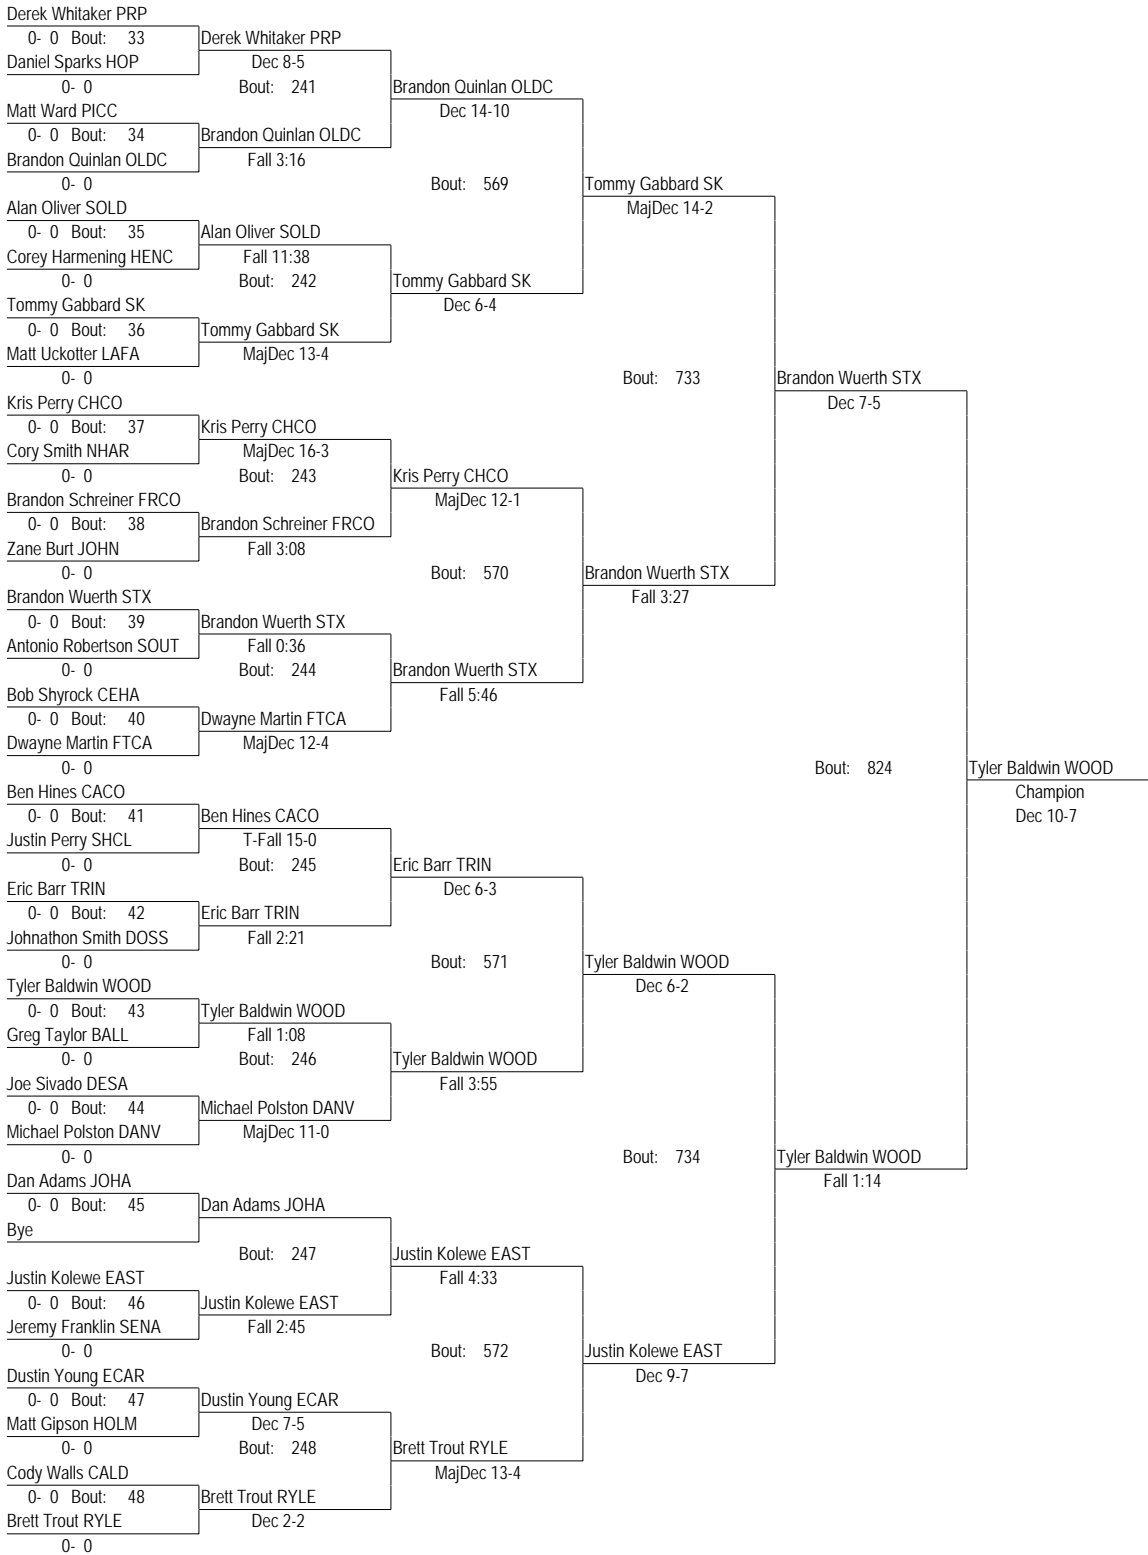 Derek Whitaker PRP
0- 0 Bout: 33 Derek Whitaker PRP
Daniel Sparks HOP Dec 8-5
0- 0 Bout: 241 Brandon Quinlan OLDC
Matt Ward PICC Dec 14-10
0- 0 Bout: 34 Brandon Quinlan OLDC
Brandon Quinlan OLDC Fall 3:16
0- 0 Bout: 569 Tommy Gabbard SK
Alan Oliver SOLD MajDec 14-2
0- 0 Bout: 35 Alan Oliver SOLD
Corey Harmening HENC Fall 11:38
0- 0 Bout: 242 Tommy Gabbard SK
Tommy Gabbard SK Dec 6-4
0- 0 Bout: 36 Tommy Gabbard SK
Matt Uckotter LAFA MajDec 13-4
0- 0 Bout: 733 Brandon Wuerth STX
Kris Perry CHCO Dec 7-5
0- 0 Bout: 37 Kris Perry CHCO
Cory Smith NHAR MajDec 16-3
0- 0 Bout: 243 Kris Perry CHCO
Brandon Schreiner FRCO MajDec 12-1
0- 0 Bout: 38 Brandon Schreiner FRCO
Zane Burt JOHN Fall 3:08
0- 0 Bout: 570 Brandon Wuerth STX
Brandon Wuerth STX Fall 3:27
0- 0 Bout: 39 Brandon Wuerth STX
Antonio Robertson SOUT Fall 0:36
0- 0 Bout: 244 Brandon Wuerth STX
Bob Shyrock CEHA Fall 5:46
0- 0 Bout: 40 Dwayne Martin FTCA
Dwayne Martin FTCA MajDec 12-4
0- 0 Bout: 824 Tyler Baldwin WOOD
Ben Hines CACO Champion
0- 0 Bout: 41 Ben Hines CACO Dec 10-7
Justin Perry SHCL T-Fall 15-0
0- 0 Bout: 245 Eric Barr TRIN
Eric Barr TRIN Dec 6-3
0- 0 Bout: 42 Eric Barr TRIN
Johnathon Smith DOSS Fall 2:21
0- 0 Bout: 571 Tyler Baldwin WOOD
Tyler Baldwin WOOD Dec 6-2
0- 0 Bout: 43 Tyler Baldwin WOOD
Greg Taylor BALL Fall 1:08
0- 0 Bout: 246 Tyler Baldwin WOOD
Joe Sivado DESA Fall 3:55
0- 0 Bout: 44 Michael Polston DANV
Michael Polston DANV MajDec 11-0
0- 0 Bout: 734 Tyler Baldwin WOOD
Dan Adams JOHA Fall 1:14
0- 0 Bout: 45 Dan Adams JOHA
Bye
Bout: 247 Justin Kolewe EAST
Justin Kolewe EAST Fall 4:33
0- 0 Bout: 46 Justin Kolewe EAST
Jeremy Franklin SENA Fall 2:45
0- 0 Bout: 572 Justin Kolewe EAST
Dustin Young ECAR Dec 9-7
0- 0 Bout: 47 Dustin Young ECAR
Matt Gipson HOLM Dec 7-5
0- 0 Bout: 248 Brett Trout RYLE
Cody Walls CALD MajDec 13-4
0- 0 Bout: 48 Brett Trout RYLE
Brett Trout RYLE Dec 2-2
0- 0